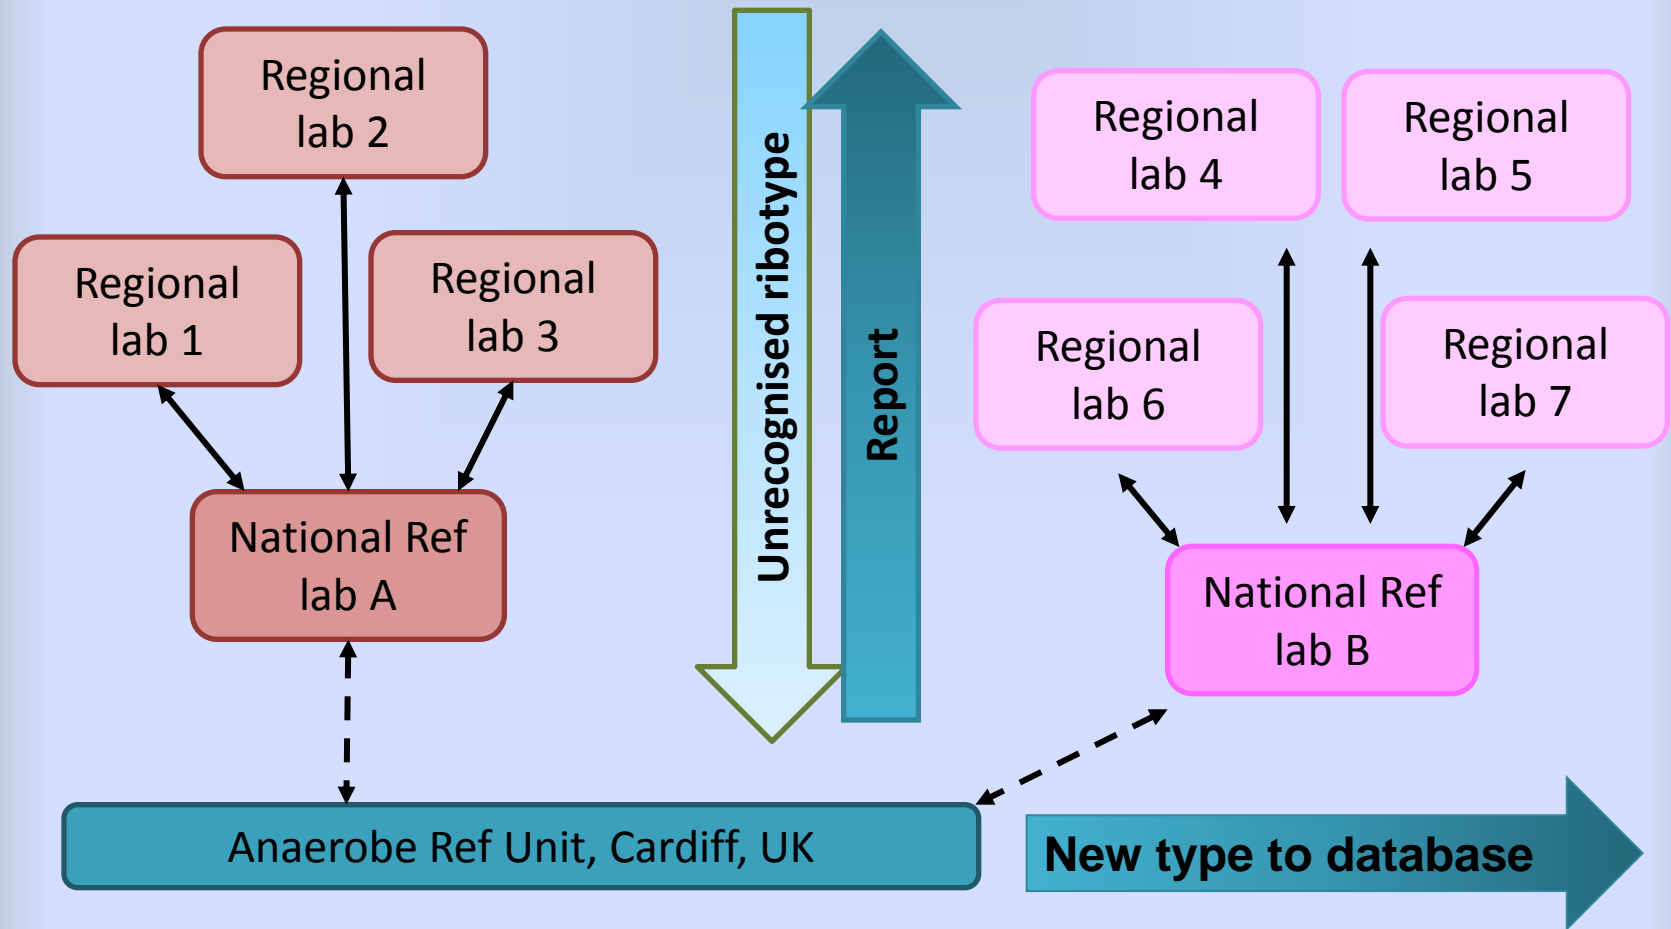 Regional
lab 2
Regional
lab 1
Regional
lab 3
National Ref
lab A
Unrecognised ribotype
Report
Regional
lab 4
Regional
lab 5
Regional
lab 6
Regional
lab 7
National Ref
lab B
Anaerobe Ref Unit, Cardiff, UK
New type to database